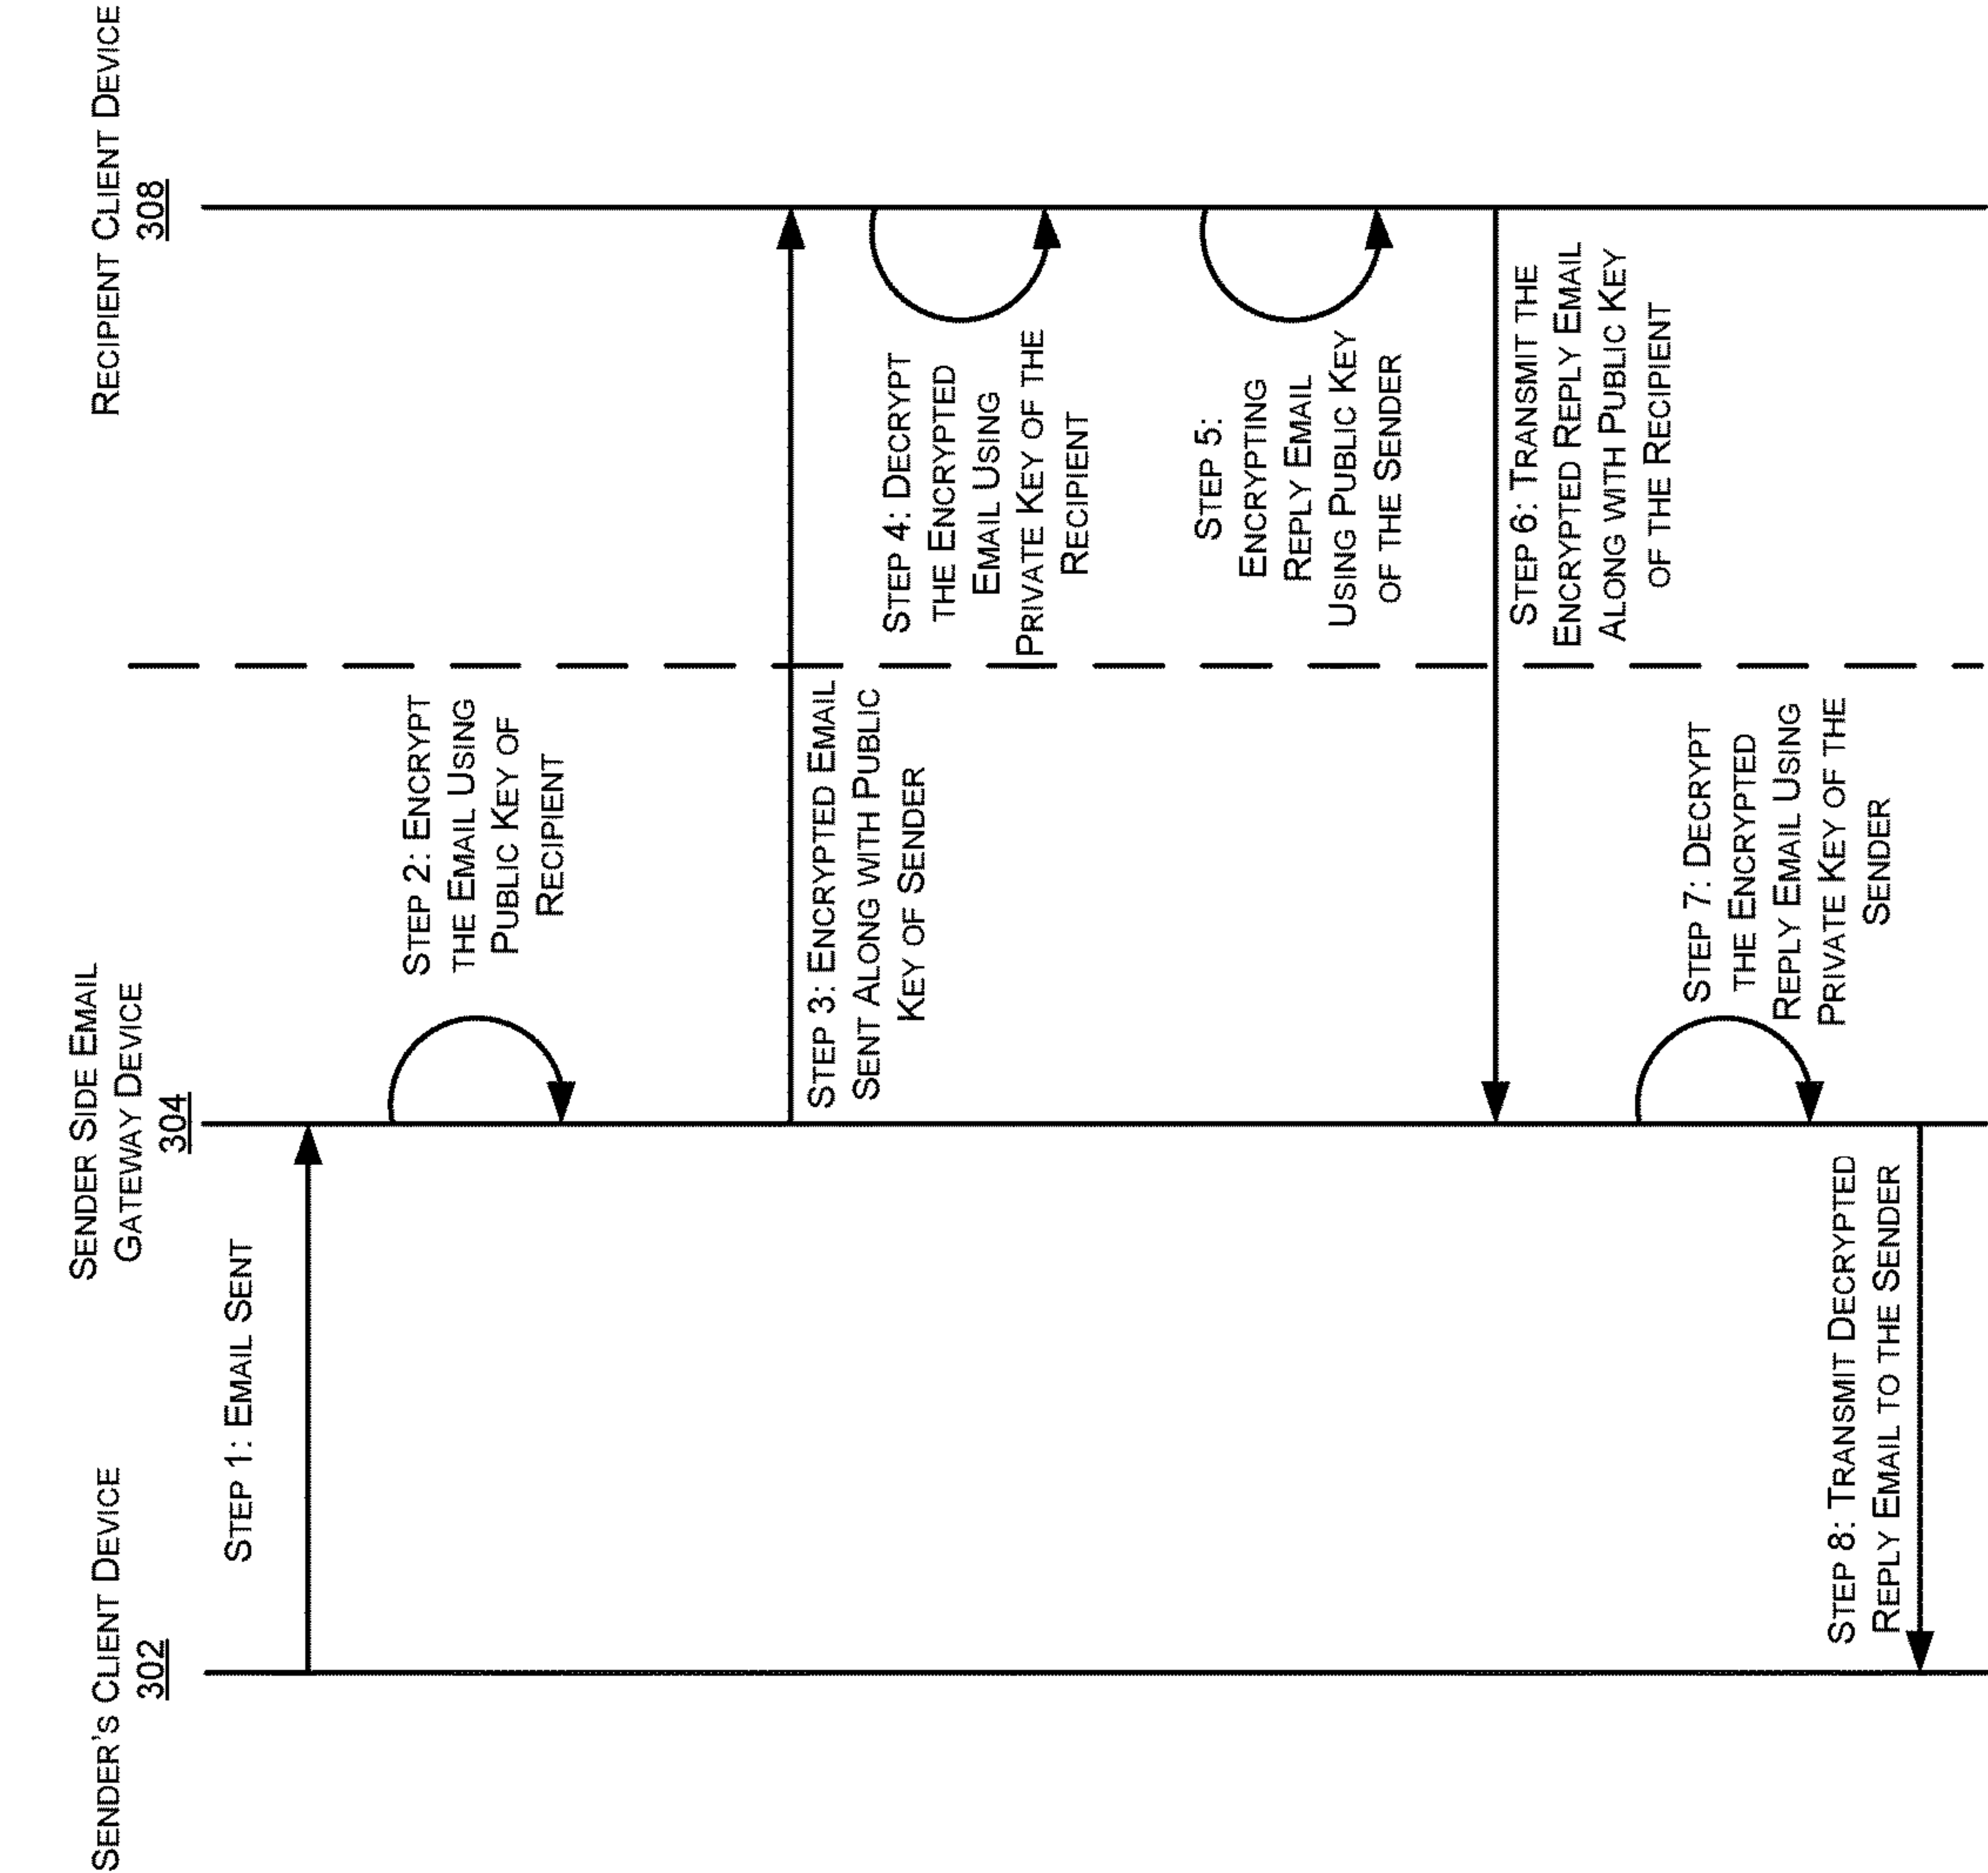 SENDER'S CLIENT DEVICE
302
SENDER SIDE EMAIL
GATEWAY DEVICE
304
RECIPIENT CLIENT DEVICE
308
STEP 1: EMAIL SENT
STEP 2: ENCRYPT
THE EMAIL USING
PUBLIC KEY OF
RECIPIENT
STEP 3: ENCRYPTED EMAIL
SENT ALONG WITH PUBLIC
KEY OF SENDER
STEP 4: DECRYPT
THE ENCRYPTED
EMAIL USING
PRIVATE KEY OF THE
RECIPIENT
STEP 5:
ENCRYPTING
REPLY EMAIL
USING PUBLIC KEY
OF THE SENDER
STEP 6: TRANSMIT THE
ENCRYPTED REPLY EMAIL
ALONG WITH PUBLIC KEY
OF THE RECIPIENT
STEP 7: DECRYPT
THE ENCRYPTED
REPLY EMAIL USING
PRIVATE KEY OF THE
SENDER
STEP 8: TRANSMIT DECRYPTED
REPLY EMAIL TO THE SENDER